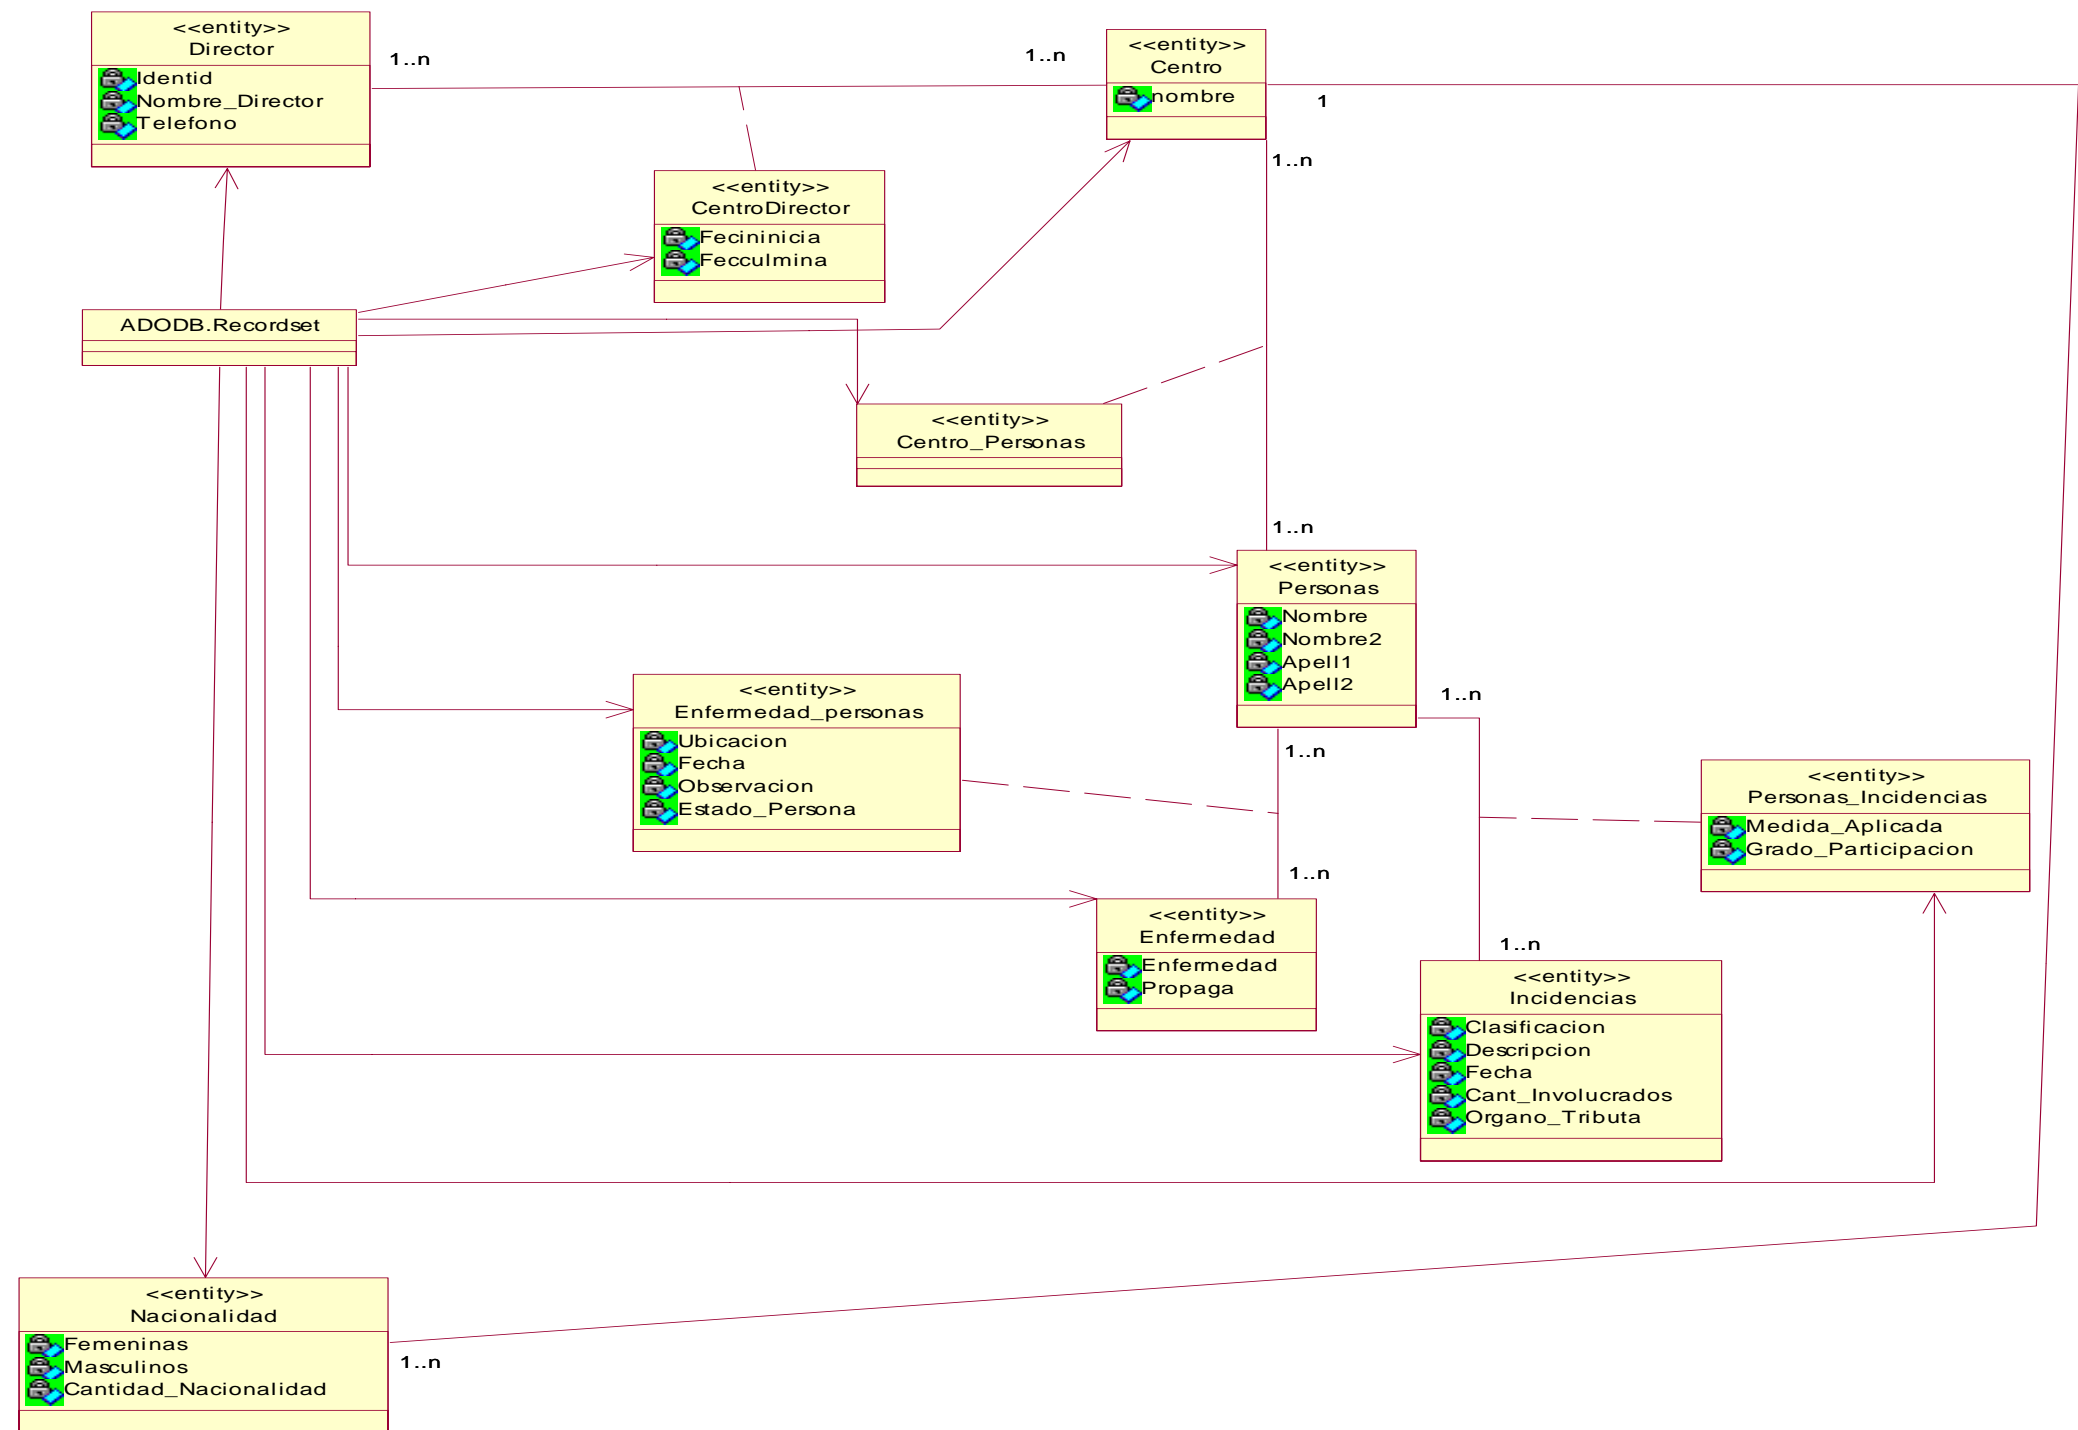 <<entity>>
Director
Identid
Nombre_Director
Telefono
1..n
1..n
<<entity>>
Centro
nombre
1
1..n
<<entity>>
CentroDirector
Fecininicia
Fecculmina
ADODB.Recordset
<<entity>>
Centro_Personas
1..n
<<entity>>
Personas
Nombre
Nombre2
Apell1
Apell2
1..n
1..n
<<entity>>
Enfermedad_personas
Ubicacion
Fecha
Observacion
Estado_Persona
<<entity>>
Personas_Incidencias
Medida_Aplicada
Grado_Participacion
1..n
<<entity>>
Enfermedad
Enfermedad
Propaga
1..n
<<entity>>
Incidencias
Clasificacion
Descripcion
Fecha
Cant_Involucrados
Organo_Tributa
<<entity>>
Nacionalidad
Femeninas
Masculinos
Cantidad_Nacionalidad
1..n